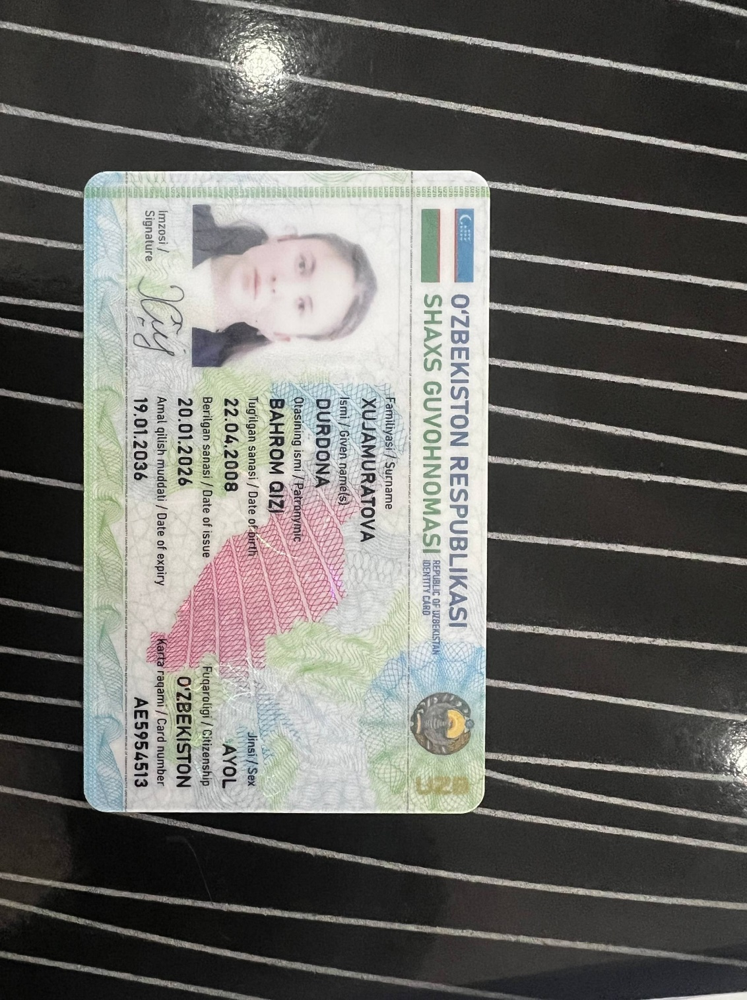 O‘ZBEKISTON RESPUBLIKASI
SHAXS GUVOHNOMASI
REPUBLIC OF UZBEKISTAN
IDENTITY CARD
UZB
Familiyasi / Surname
XUJAMURATOVA
Ismi / Given name(s)
DURDONA
Otasining ismi / Patronymic
BAHROM QIZI
Tug‘ilgan sanasi / Date of birth
22.04.2008
Jinsi / Sex
AYOL
Berilgan sanasi / Date of issue
20.01.2026
Fuqaroligi / Citizenship
O‘ZBEKISTON
Amal qilish muddati / Date of expiry
19.01.2036
Karta raqami / Card number
AE5954513
Imzosi /
Signature